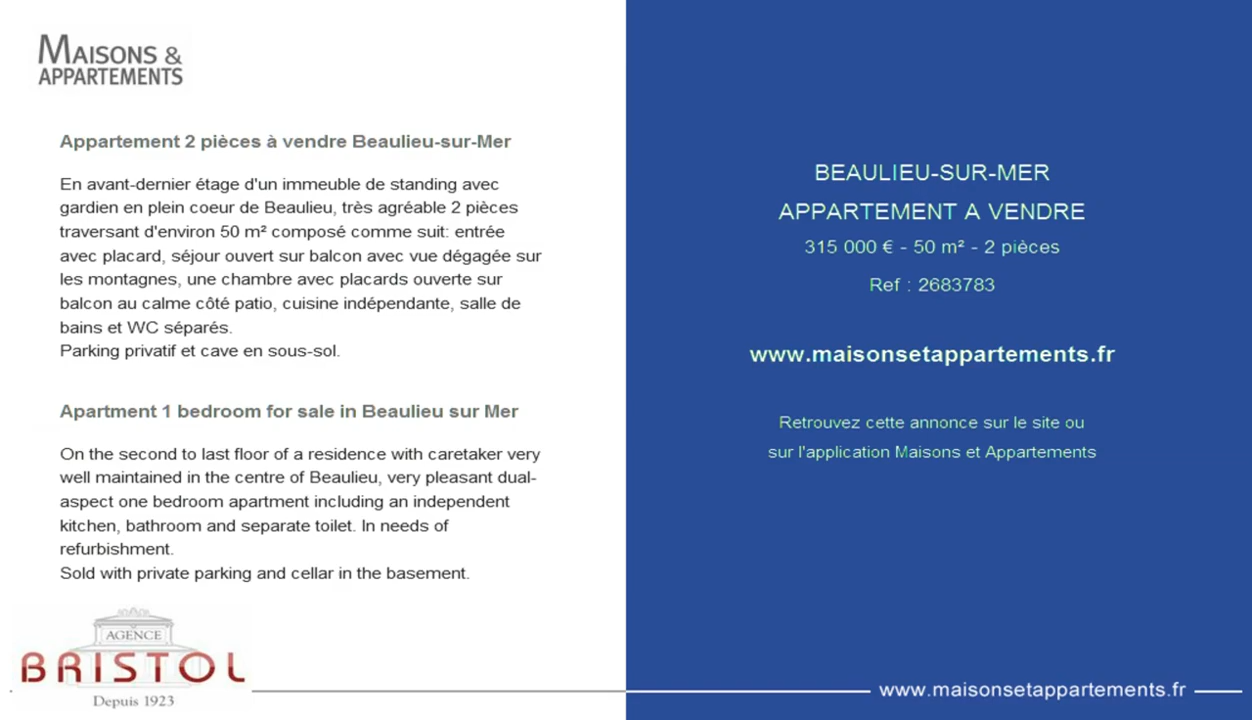 MAISONS &
APPARTEMENTS
Appartement 2 pièces à vendre Beaulieu-sur-Mer
En avant-dernier étage d'un immeuble de standing avec
gardien en plein coeur de Beaulieu, très agréable 2 pièces
traversant d'environ 50 m² composé comme suit: entrée
avec placard, séjour ouvert sur balcon avec vue dégagée sur
les montagnes, une chambre avec placards ouverte sur
balcon au calme côté patio, cuisine indépendante, salle de
bains et WC séparés.
Parking privatif et cave en sous-sol.
Apartment 1 bedroom for sale in Beaulieu sur Mer
On the second to last floor of a residence with caretaker very
well maintained in the centre of Beaulieu, very pleasant dual-
aspect one bedroom apartment including an independent
kitchen, bathroom and separate toilet. In needs of
refurbishment.
Sold with private parking and cellar in the basement.
AGENCE
BRISTOL
Depuis 1923
BEAULIEU-SUR-MER
APPARTEMENT A VENDRE
315 000 € - 50 m² - 2 pièces
Ref : 2683783
www.maisonsetappartements.fr
Retrouvez cette annonce sur le site ou
sur l'application Maisons et Appartements
www.maisonsetappartements.fr